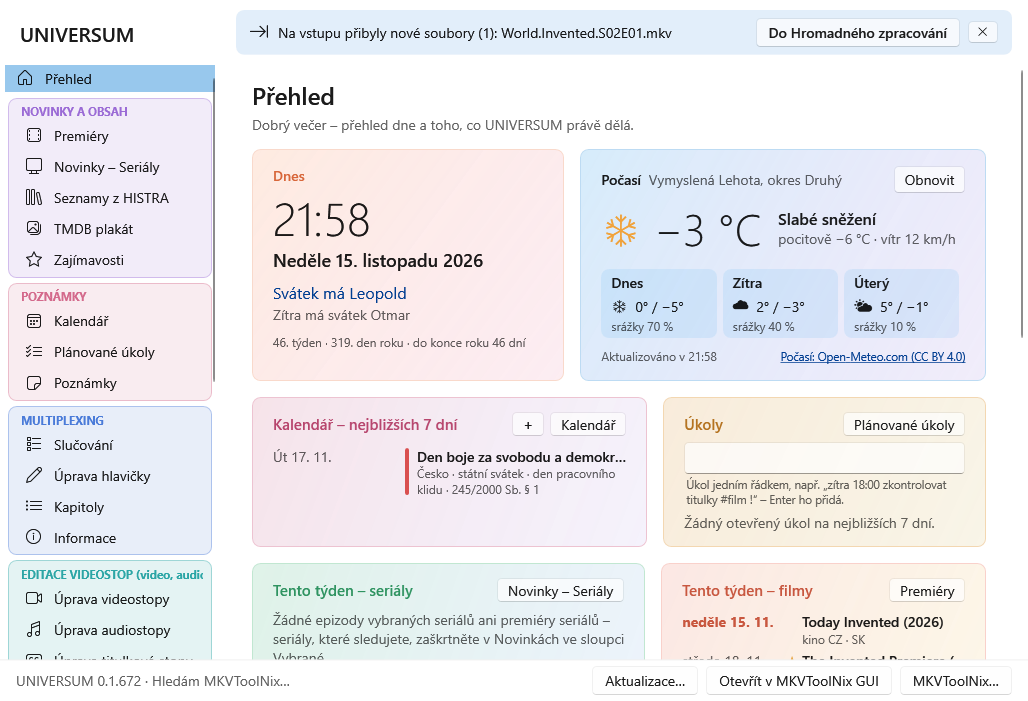 UNIVERSUM
Na vstupu přibyly nové soubory (1): World.Invented.S02E01.mkv
Do Hromadného zpracování
Přehled
NOVINKY A OBSAH
Premiéry
Novinky – Seriály
Seznamy z HISTRA
TMDB plakát
Zajímavosti
POZNÁMKY
Kalendář
Plánované úkoly
Poznámky
MULTIPLEXING
Slučování
Úprava hlavičky
Kapitoly
Informace
EDITACE VIDEOSTOP (video, audio
Úprava videostopy
Úprava audiostopy
Přehled
Dobrý večer – přehled dne a toho, co UNIVERSUM právě dělá.
Dnes
21:58
Neděle 15. listopadu 2026
Svátek má Leopold
Zítra má svátek Otmar
46. týden · 319. den roku · do konce roku 46 dní
Počasí Vymyslená Lehota, okres Druhý
Obnovit
−3 °C
Slabé sněžení
pocitově −6 °C · vítr 12 km/h
Dnes
0° / −5°
srážky 70 %
Zítra
2° / −3°
srážky 40 %
Úterý
5° / −1°
srážky 10 %
Aktualizováno v 21:58
Počasí: Open-Meteo.com (CC BY 4.0)
Kalendář – nejbližších 7 dní
+
Kalendář
Út 17. 11.
Den boje za svobodu a demokr...
Česko · státní svátek · den pracovního
klidu · 245/2000 Sb. § 1
Úkoly
Plánované úkoly
Úkol jedním řádkem, např. „zítra 18:00 zkontrolovat
titulky #film !“ – Enter ho přidá.
Žádný otevřený úkol na nejbližších 7 dní.
Tento týden – seriály
Novinky – Seriály
Žádné epizody vybraných seriálů ani premiéry seriálů –
seriály, které sledujete, zaškrtněte v Novinkách ve sloupci
Vybrané
Tento týden – filmy
Premiéry
neděle 15. 11.
Today Invented (2026)
kino CZ · SK
UNIVERSUM 0.1.672 · Hledám MKVToolNix...
Aktualizace...
Otevřít v MKVToolNix GUI
MKVToolNix...